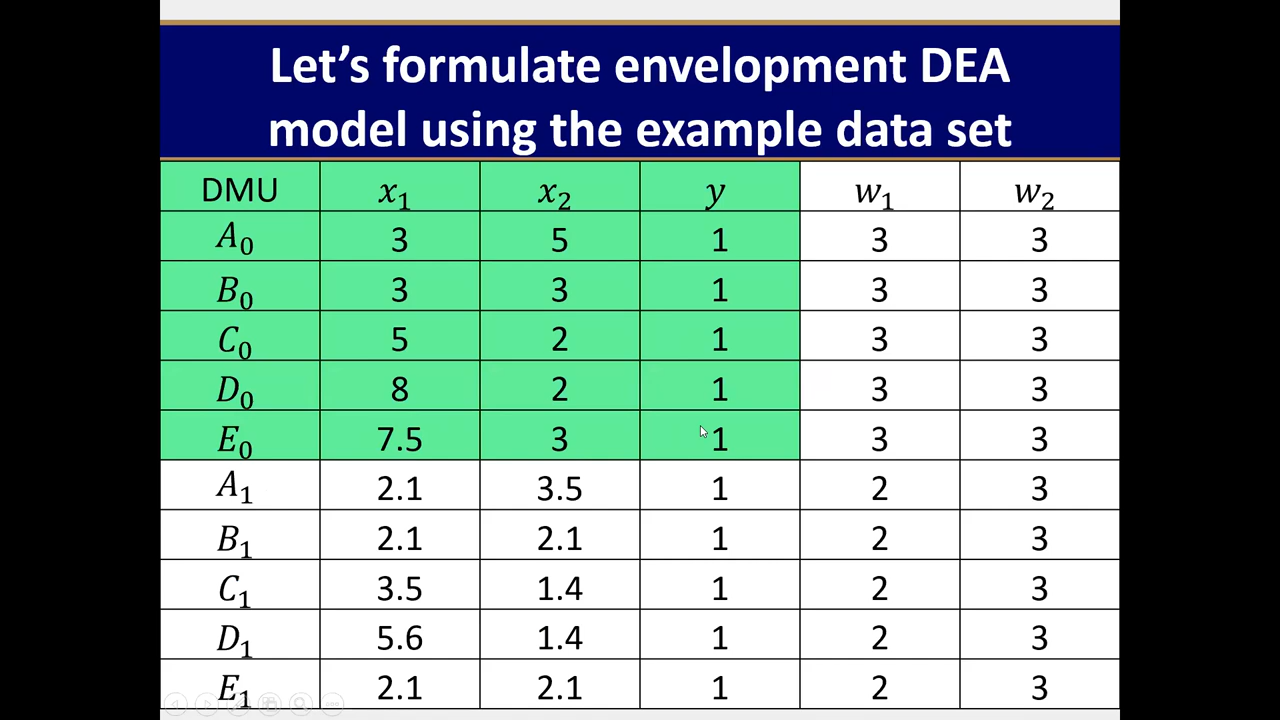 Let's formulate envelopment DEA
model using the example data set
DMU x₁ x₂ y w₁ w₂
A₀ 3 5 1 3 3
B₀ 3 3 1 3 3
C₀ 5 2 1 3 3
D₀ 8 2 1 3 3
E₀ 7.5 3 1 3 3
A₁ 2.1 3.5 1 2 3
B₁ 2.1 2.1 1 2 3
C₁ 3.5 1.4 1 2 3
D₁ 5.6 1.4 1 2 3
E₁ 2.1 2.1 1 2 3